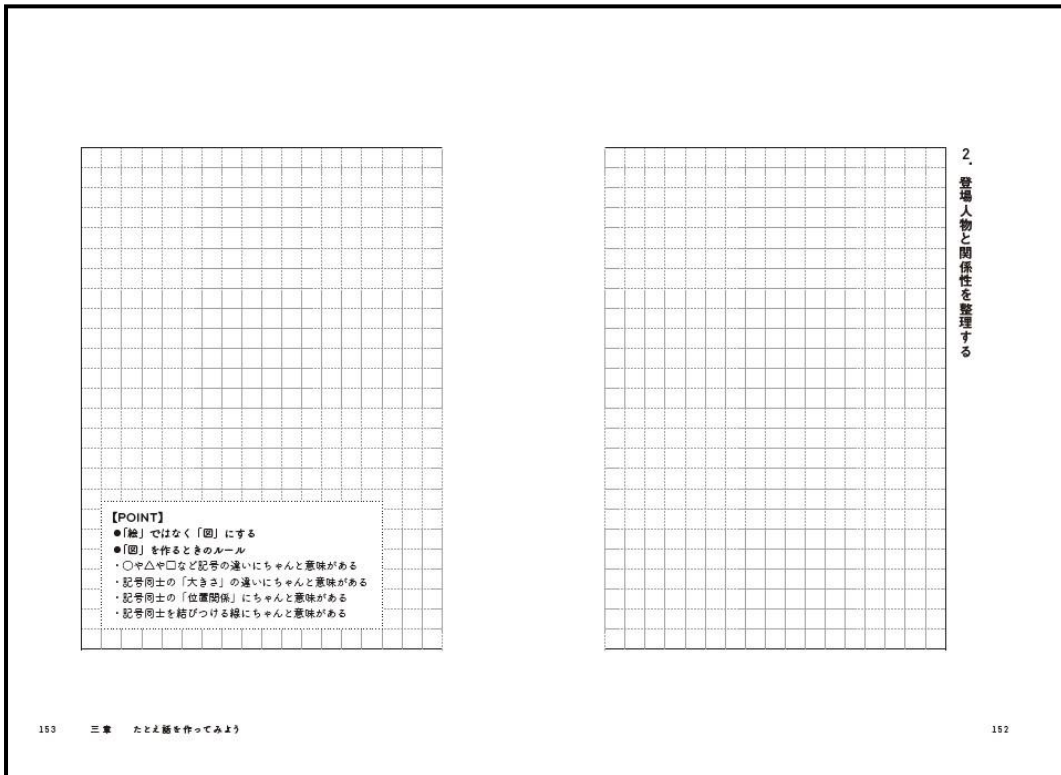 2. 登場人物と関係性を整理する
152
【POINT】
●「絵」ではなく「図」にする
●「図」を作るときのルール
・○や△や□など記号の違いにちゃんと意味がある
・記号同士の「大きさ」の違いにちゃんと意味がある
・記号同士の「位置関係」にちゃんと意味がある
・記号同士を結びつける線にちゃんと意味がある
153 三章 たとえ話を作ってみよう